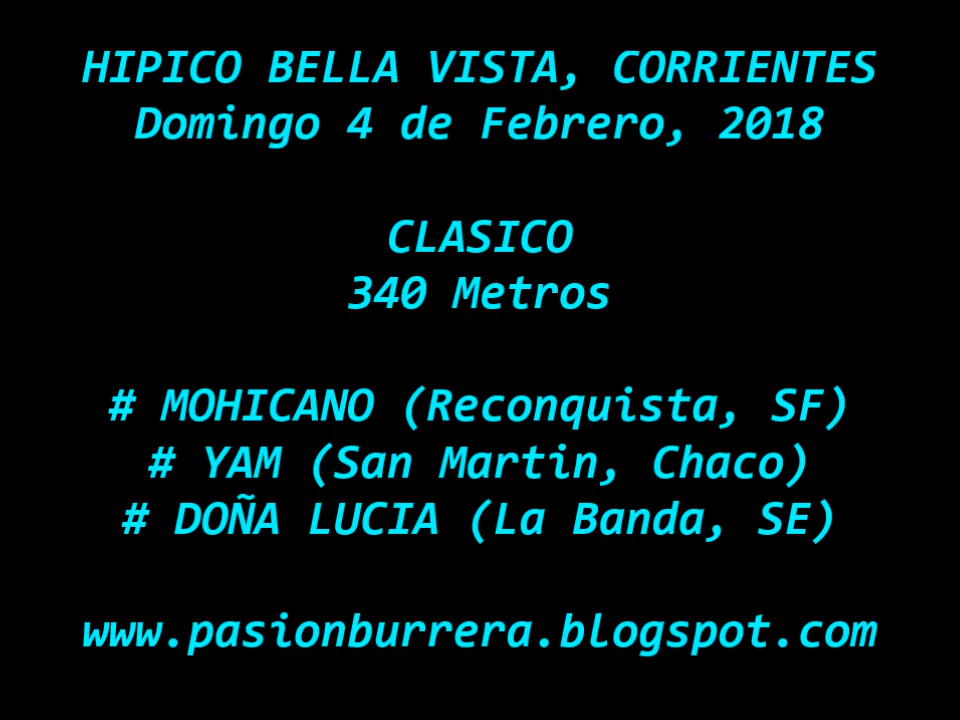 HIPICO BELLA VISTA, CORRIENTES
Domingo 4 de Febrero, 2018
CLASICO
340 Metros
# MOHICANO (Reconquista, SF)
# YAM (San Martin, Chaco)
# DOÑA LUCIA (La Banda, SE)
www.pasionburrera.blogspot.com